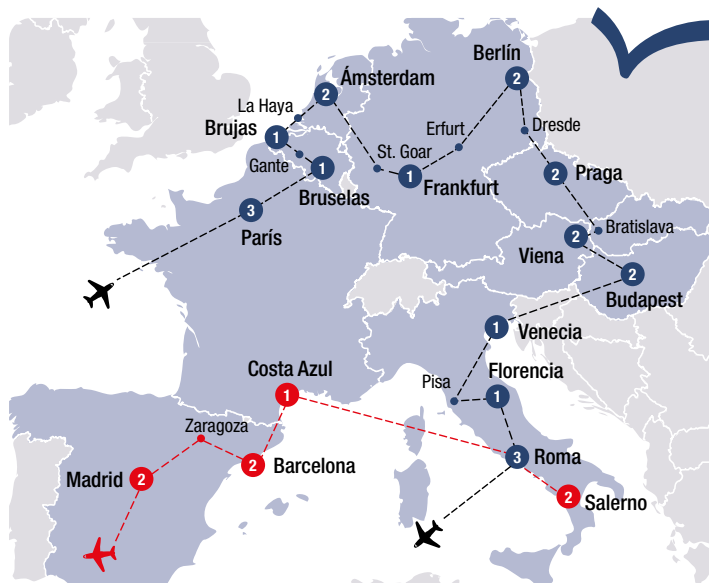 Berlín
2
Ámsterdam
2
La Haya
Brujas
1
Gante
1
Bruselas
St. Goar
Erfurt
1
Frankfurt
Dresde
2
Praga
3
París
Bratislava
2
Viena
2
Budapest
1
Venecia
Costa Azul
1
Pisa
Florencia
1
Zaragoza
Madrid
2
2
Barcelona
3
Roma
2
Salerno